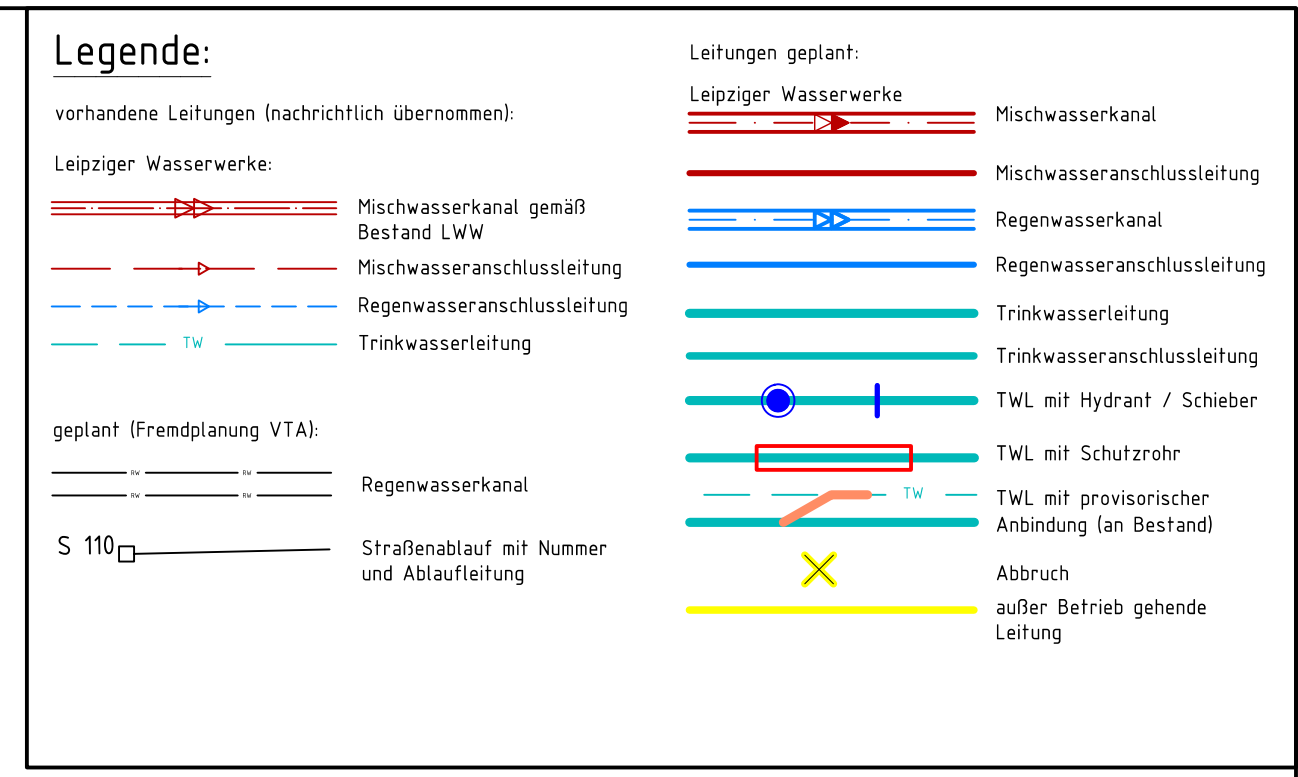 Legende:
vorhandene Leitungen (nachrichtlich übernommen):
Leipziger Wasserwerke:
Mischwasserkanal gemäß
Bestand LWW
Mischwasseranschlussleitung
Regenwasseranschlussleitung
TW
Trinkwasserleitung
geplant (Fremdplanung VTA):
RW RW
RW RW
Regenwasserkanal
S 110
Straßenablauf mit Nummer
und Ablaufleitung
Leitungen geplant:
Leipziger Wasserwerke
Mischwasserkanal
Mischwasseranschlussleitung
Regenwasserkanal
Regenwasseranschlussleitung
Trinkwasserleitung
Trinkwasseranschlussleitung
TWL mit Hydrant / Schieber
TWL mit Schutzrohr
TW
TWL mit provisorischer
Anbindung (an Bestand)
Abbruch
außer Betrieb gehende
Leitung